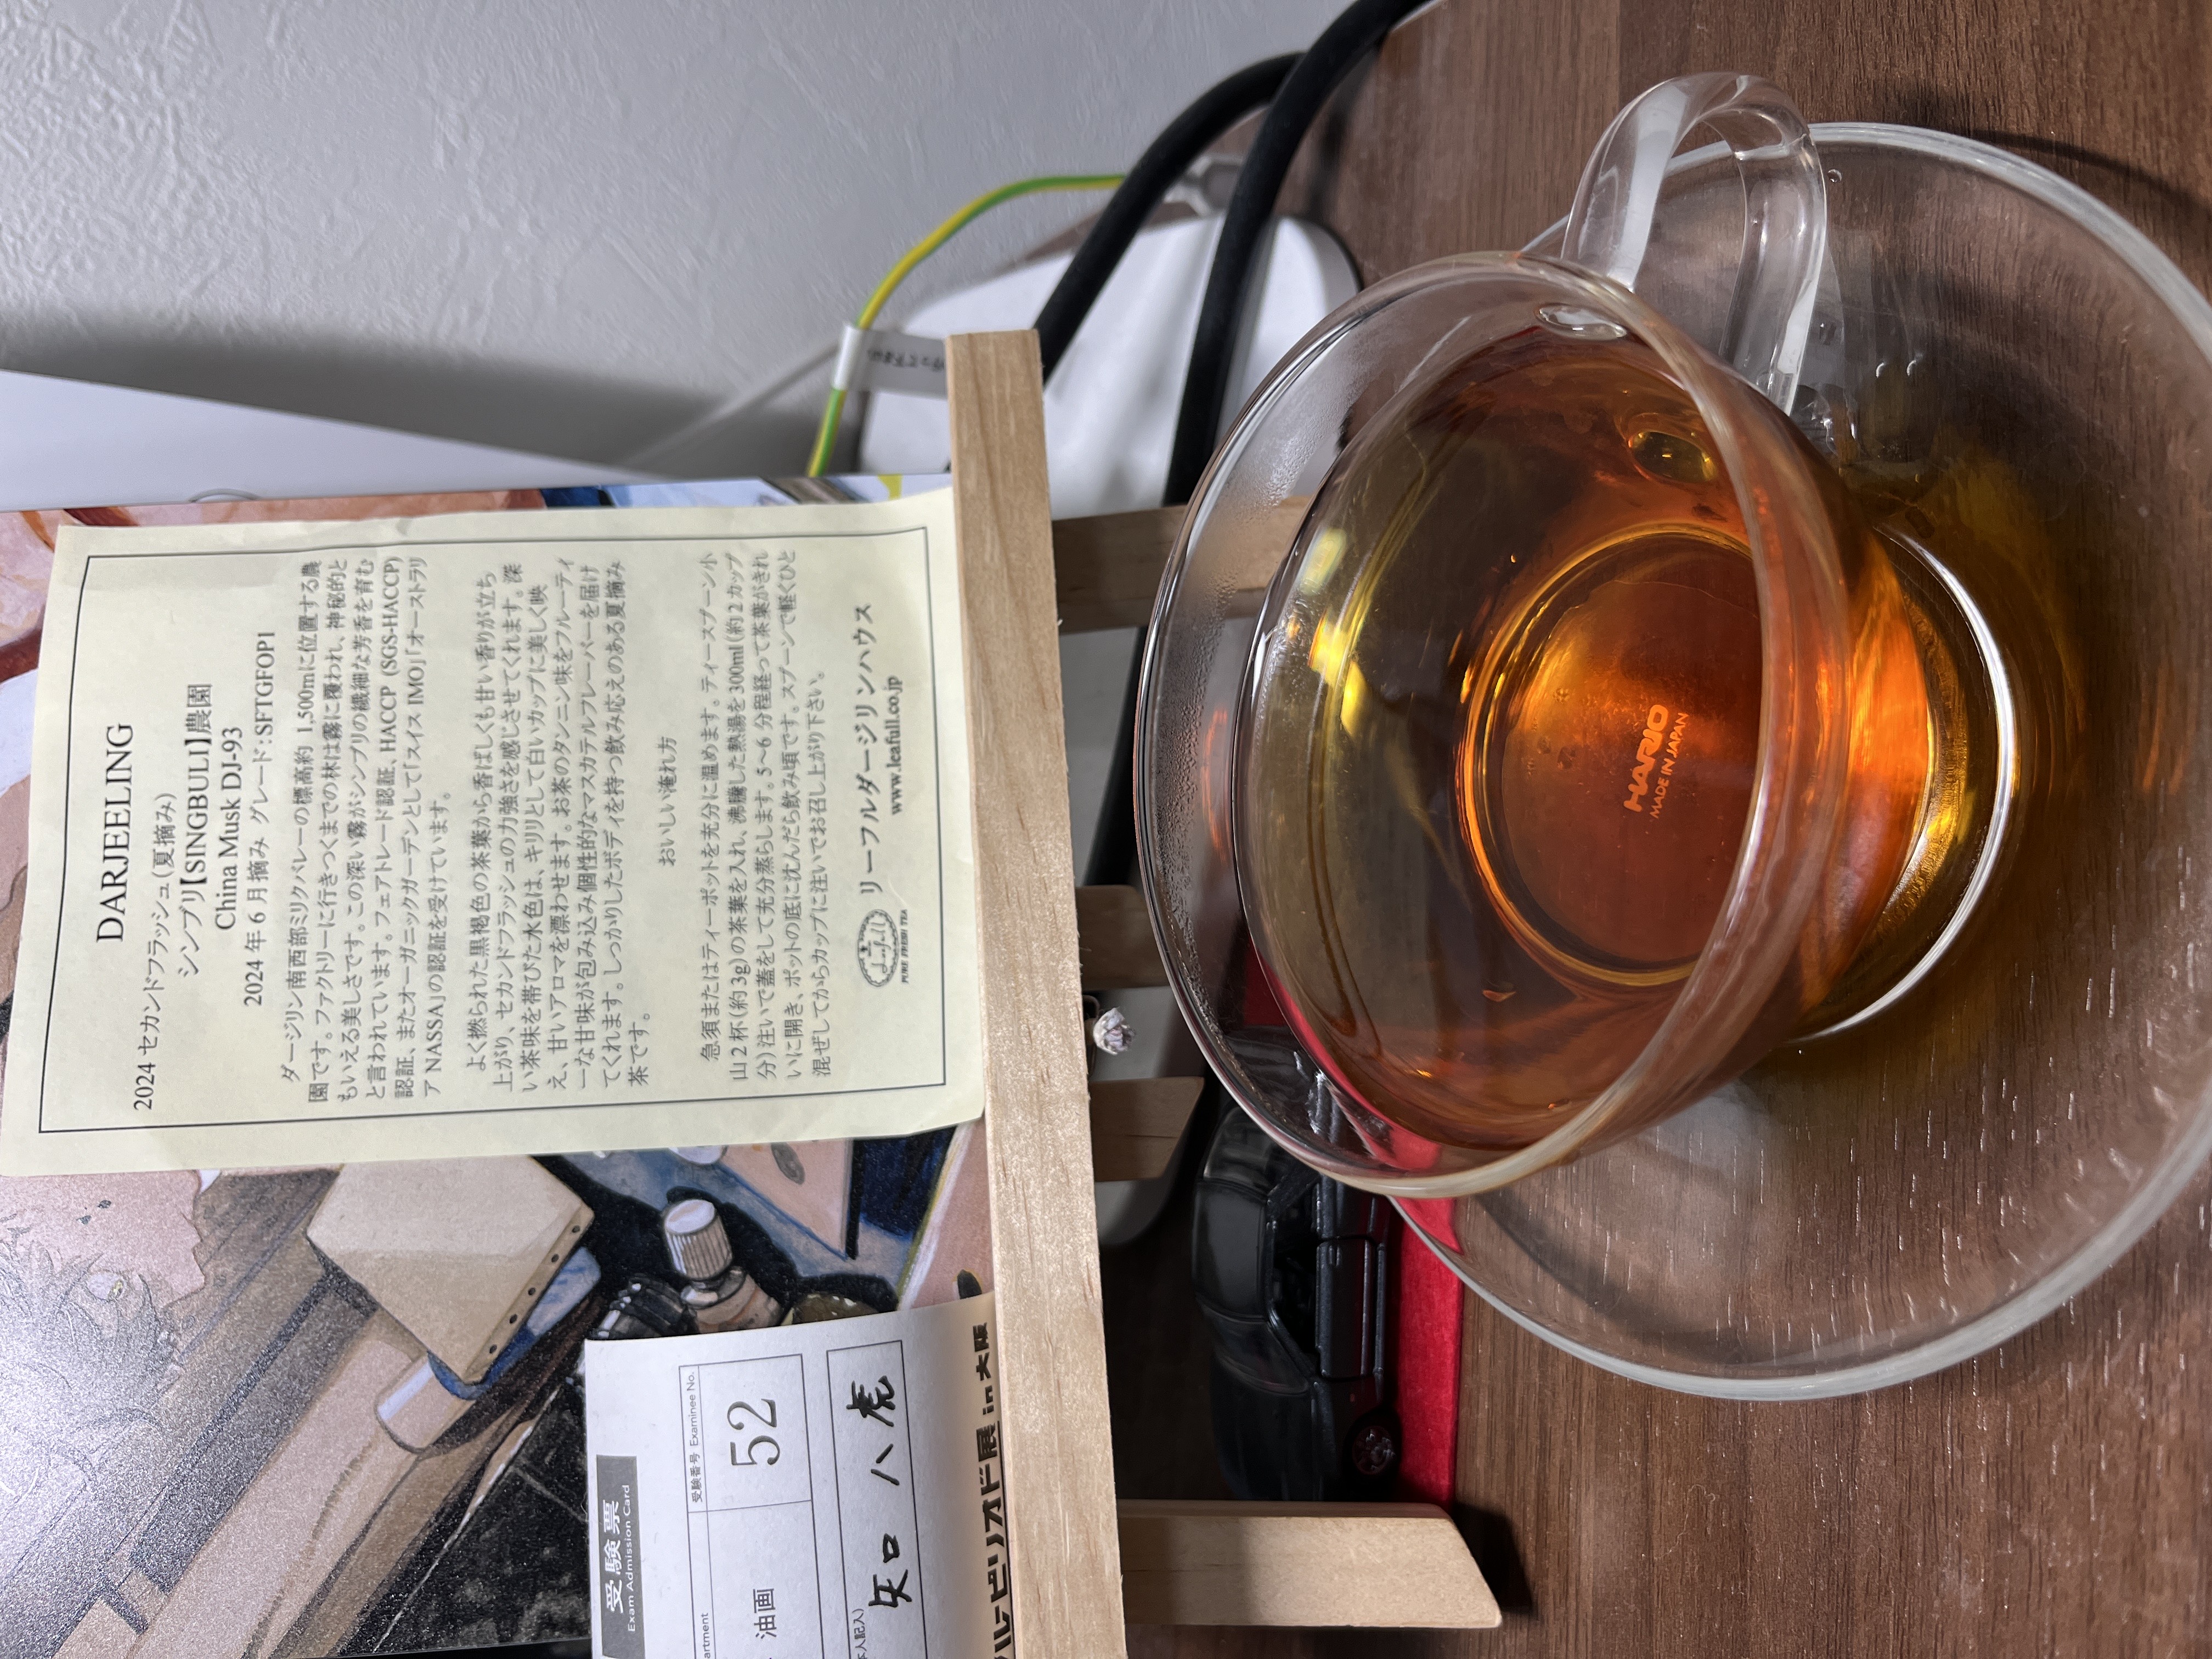 DARJEELING
2024 セカンドフラッシュ(夏摘み)
シンブリ【SINGBULI】農園
China Musk DJ-93
2024 年 6 月摘み グレード:SFTGFOP1
ダージリン南西部ミリクバレーの標高約 1,500mに位置する農
園です。ファクトリーに行きつくまでの林は霧に覆われ、神秘的と
もいえる美しさです。この深い霧がシンブリの繊細な芳香を育む
と言われています。フェアトレード認証、HACCP (SGS-HACCP)
認証、またオーガニックガーデンとして「スイス IMO」「オーストラリ
ア NASSA」の認証を受けています。
よく撚られた黒褐色の茶葉から香ばしくも甘い香りが立ち
上がり、セカンドフラッシュの力強さを感じさせてくれます。深
い茶味を帯びた水色は、キリリとして白いカップに美しく映
え、甘いアロマを漂わせます。お茶のタンニン味をフルーティ
ーな甘味が包み込み個性的なマスカテルフレーバーを届け
てくれます。しっかりしたボディを持つ飲み応えのある夏摘み
茶です。
おいしい淹れ方
急須またはティーポットを充分に温めます。ティースプーン小
山 2 杯(約 3g)の茶葉を入れ、沸騰した熱湯を 300ml(約 2 カップ
分)注いで蓋をして充分蒸らします。5〜6 分程経って茶葉がきれ
いに開き、ポットの底に沈んだら飲み頃です。スプーンで軽くひと
混ぜしてからカップに注いでお召し上がり下さい。
Leafull
PURE FRESH TEA
リーフルダージリンハウス
www.leafull.co.jp
受験票
Exam Admission Card
artment
受験番号 Examinee No.
油画
52
本人記入)
知 八虎
ルーピリオド展 in 大阪
HARIO
MADE IN JAPAN